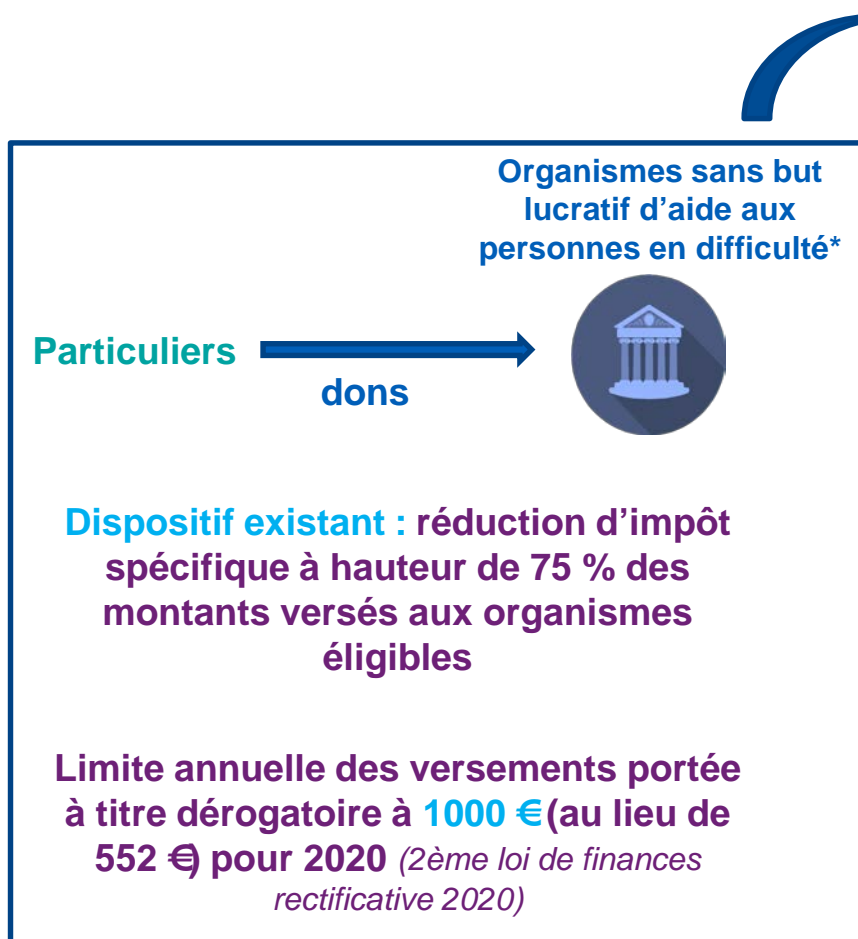 Organismes sans but
lucratif d’aide aux
personnes en difficulté*
Particuliers
dons
Dispositif existant : réduction d’impôt
spécifique à hauteur de 75 % des
montants versés aux organismes
éligibles
Limite annuelle des versements portée
à titre dérogatoire à 1000 € (au lieu de
552 €) pour 2020 (2ème loi de finances
rectificative 2020)